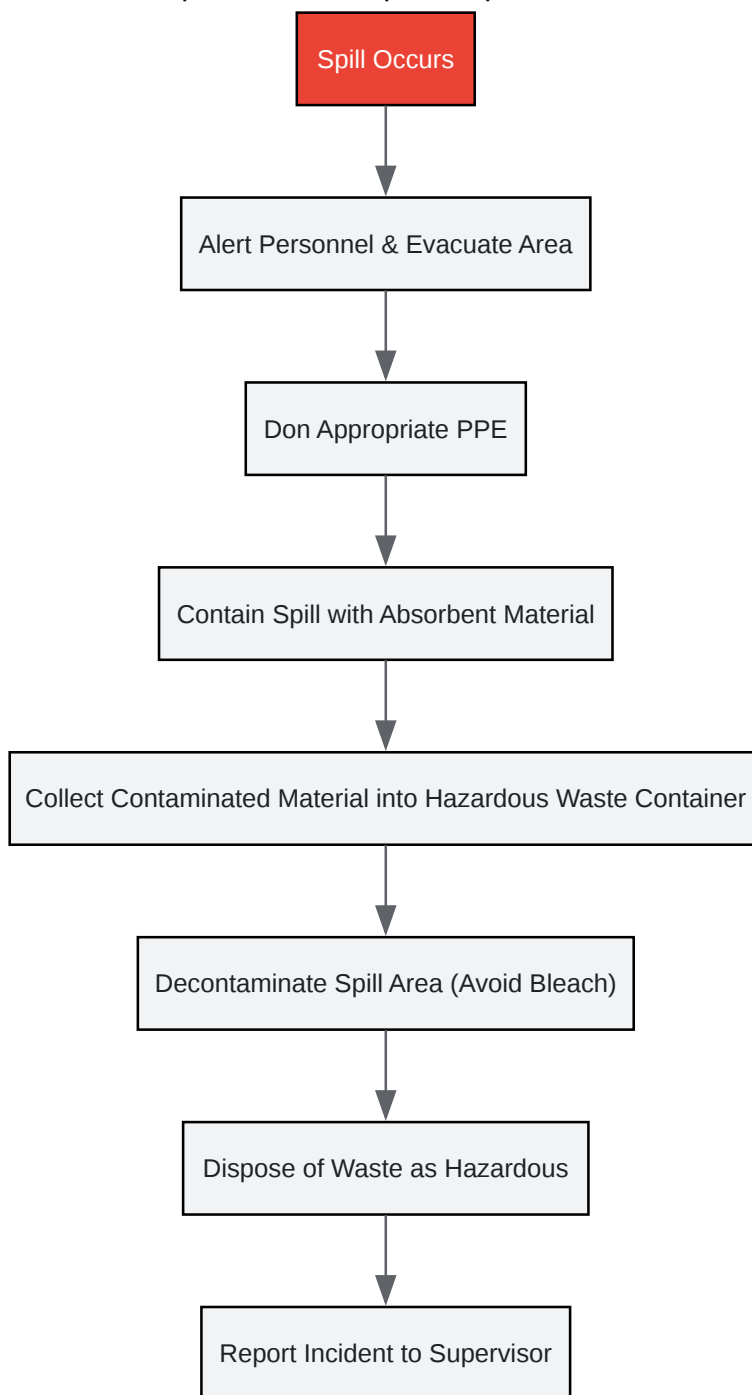 Spill Occurs
Alert Personnel & Evacuate Area
Don Appropriate PPE
Contain Spill with Absorbent Material
Collect Contaminated Material into Hazardous Waste Container
Decontaminate Spill Area (Avoid Bleach)
Dispose of Waste as Hazardous
Report Incident to Supervisor